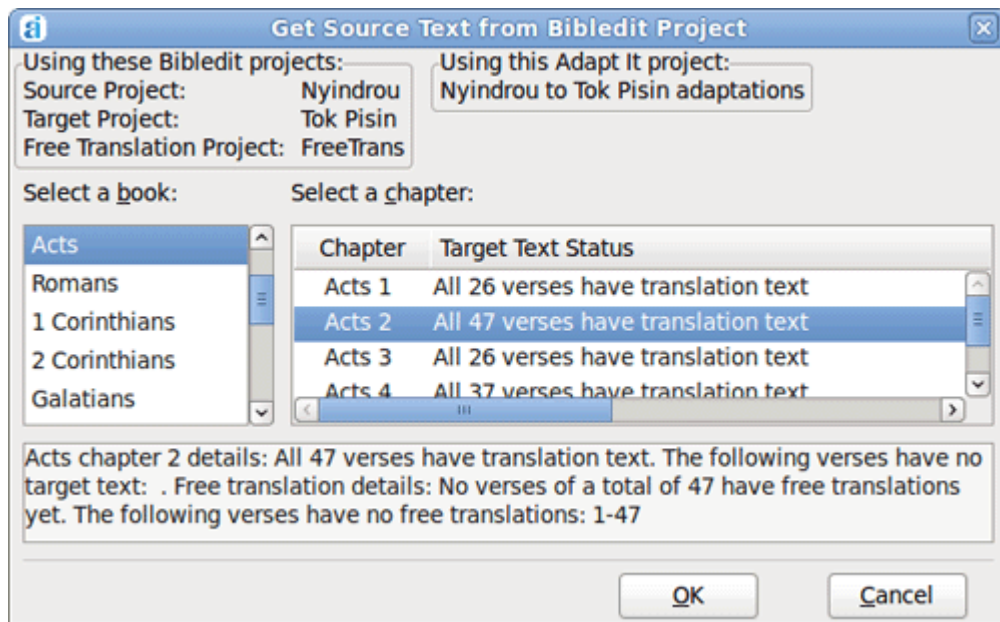 Get Source Text from Bibledit Project
Using these Bibledit projects:
Source Project: Nyindrou
Target Project: Tok Pisin
Free Translation Project: FreeTrans
Using this Adapt It project:
Nyindrou to Tok Pisin adaptations
Select a book:
Acts
Romans
1 Corinthians
2 Corinthians
Galatians
Select a chapter:
Chapter Target Text Status
Acts 1 All 26 verses have translation text
Acts 2 All 47 verses have translation text
Acts 3 All 26 verses have translation text
Acts 4 All 37 verses have translation text
Acts chapter 2 details: All 47 verses have translation text. The following verses have no
target text:  . Free translation details: No verses of a total of 47 have free translations
yet. The following verses have no free translations: 1-47
OK Cancel